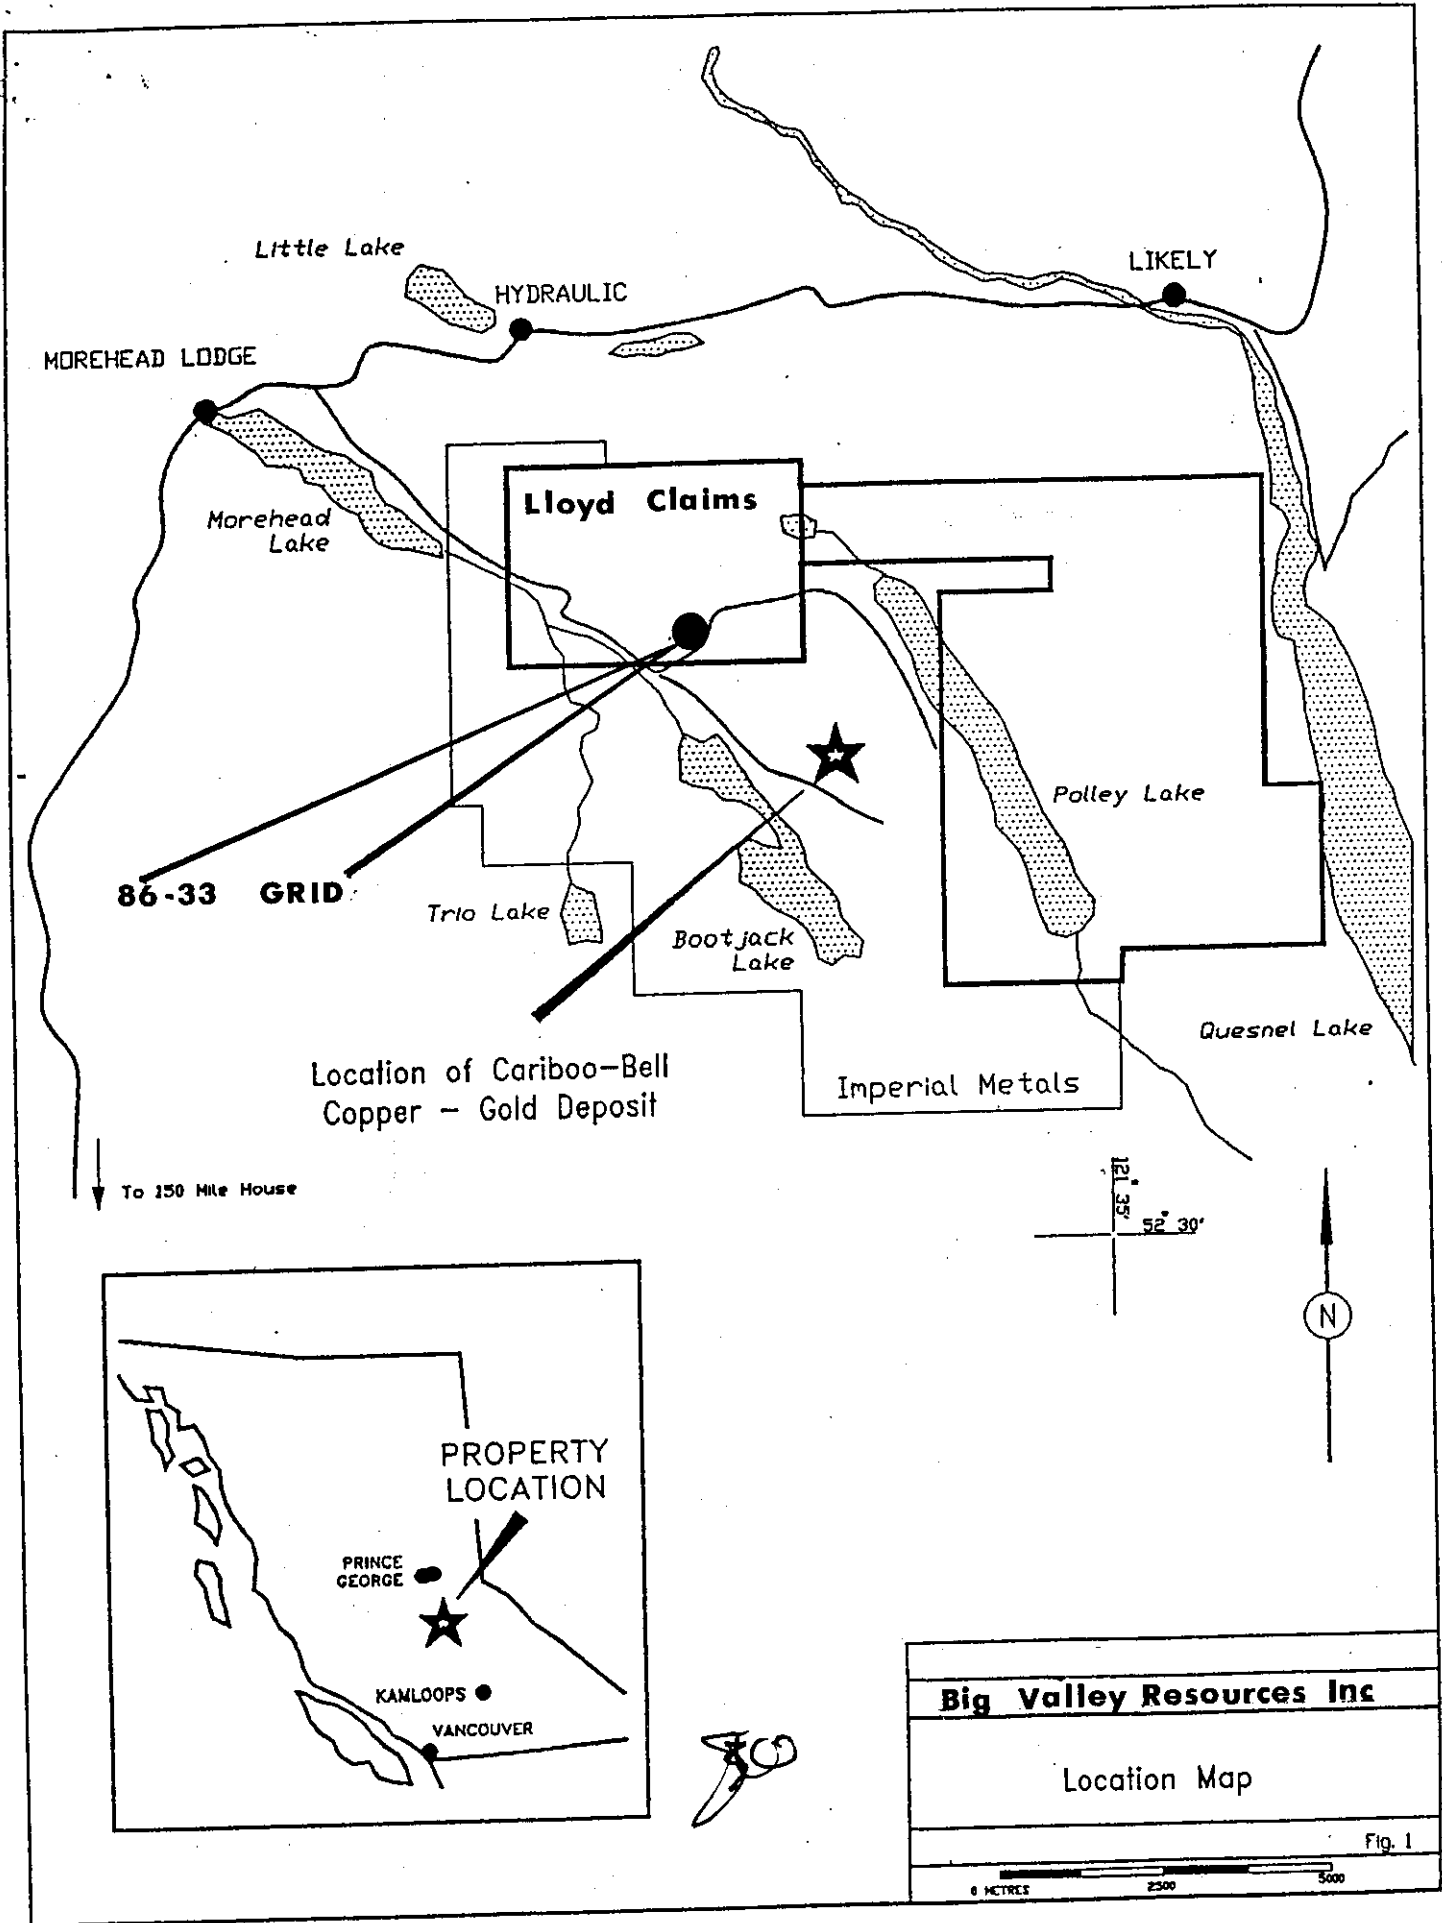 Little Lake
HYDRAULIC
LIKELY
MOREHEAD LODGE
Morehead
Lake
Lloyd Claims
Polley Lake
86-33 GRID
Trio Lake
Bootjack
Lake
Quesnel Lake
Location of Cariboo-Bell
Copper - Gold Deposit
Imperial Metals
To 150 Mile House
121° 35'
52° 30'
N
PROPERTY
LOCATION
PRINCE
GEORGE
KAMLOOPS
VANCOUVER
Big Valley Resources Inc
Location Map
Fig. 1
0 METRES 2500 5000